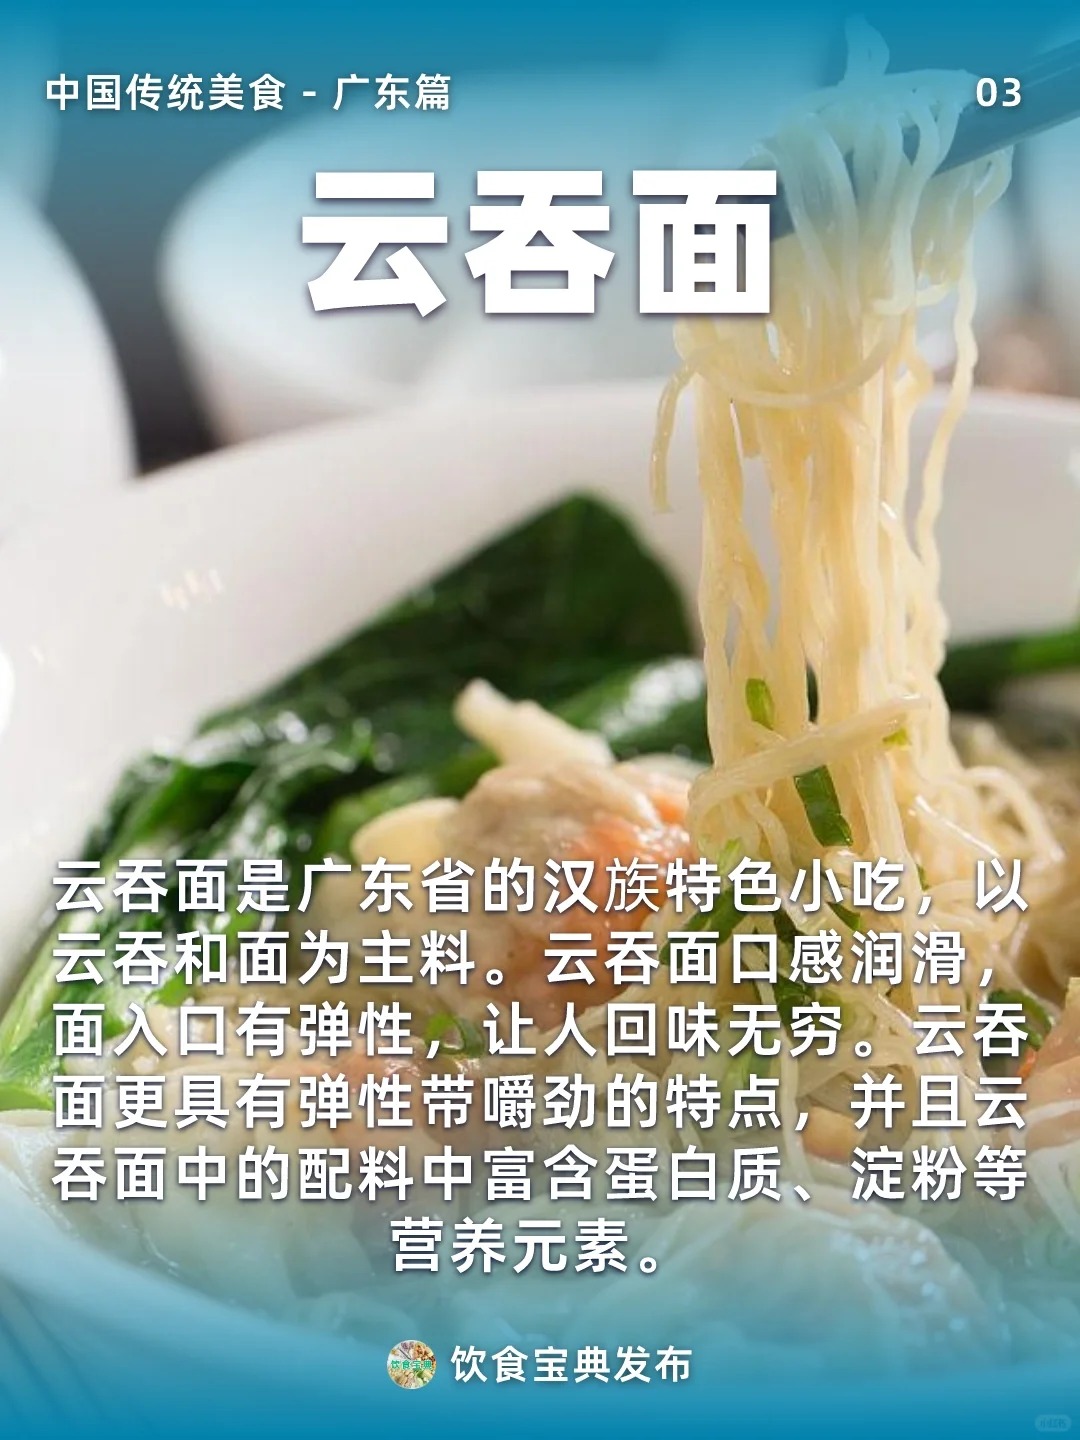 中国传统美食 - 广东篇
03
云吞面
云吞面是广东省的汉族特色小吃，以
云吞和面为主料。云吞面口感润滑，
面入口有弹性，让人回味无穷。云吞
面更具有弹性带嚼劲的特点，并且云
吞面中的配料中富含蛋白质、淀粉等
营养元素。
饮食宝典
饮食宝典发布